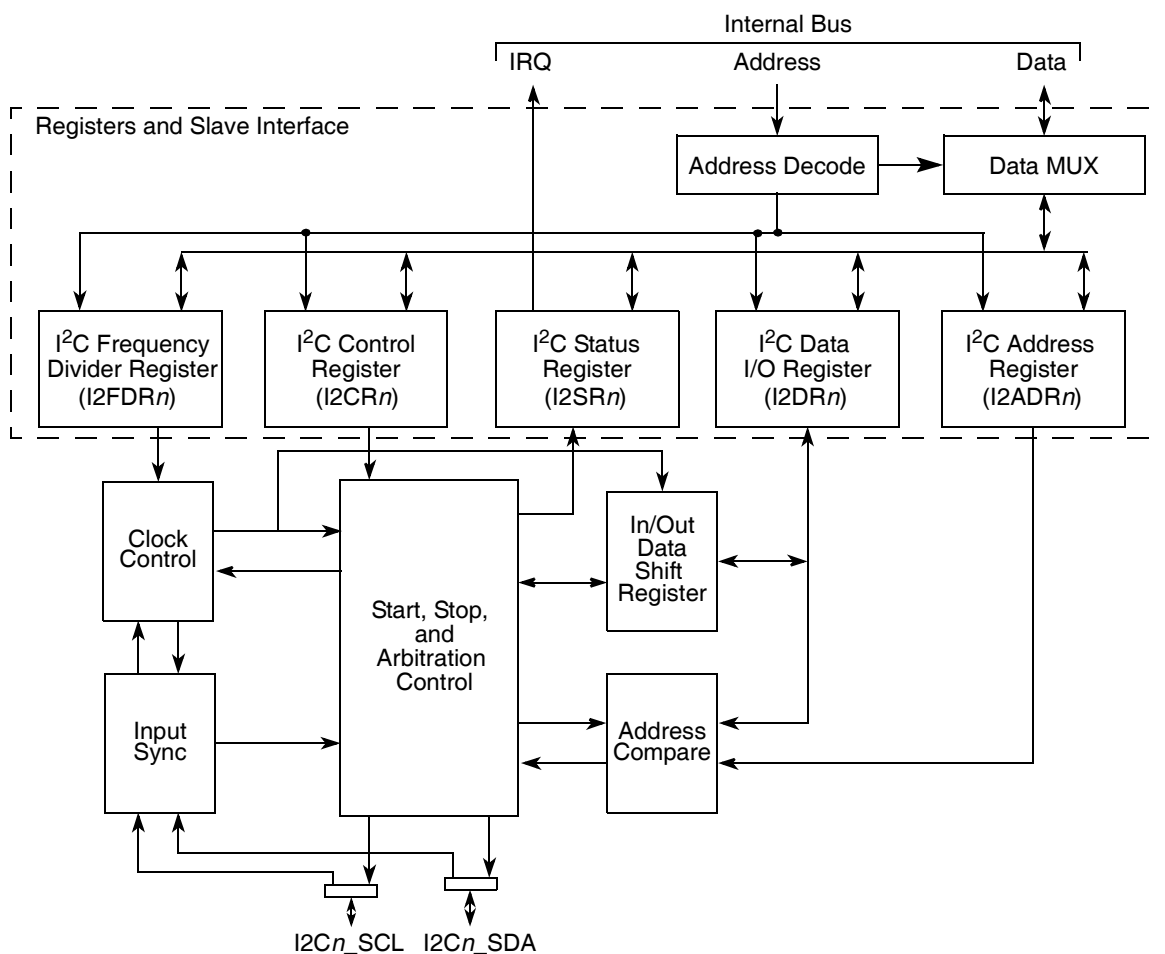 Internal Bus
IRQ
Address
Data
Registers and Slave Interface
Address Decode
Data MUX
I²C Frequency
Divider Register
(I2FDRn)
I²C Control
Register
(I2CRn)
I²C Status
Register
(I2SRn)
I²C Data
I/O Register
(I2DRn)
I²C Address
Register
(I2ADRn)
Clock
Control
Start, Stop,
and
Arbitration
Control
In/Out
Data
Shift
Register
Input
Sync
Address
Compare
I2Cn_SCL
I2Cn_SDA